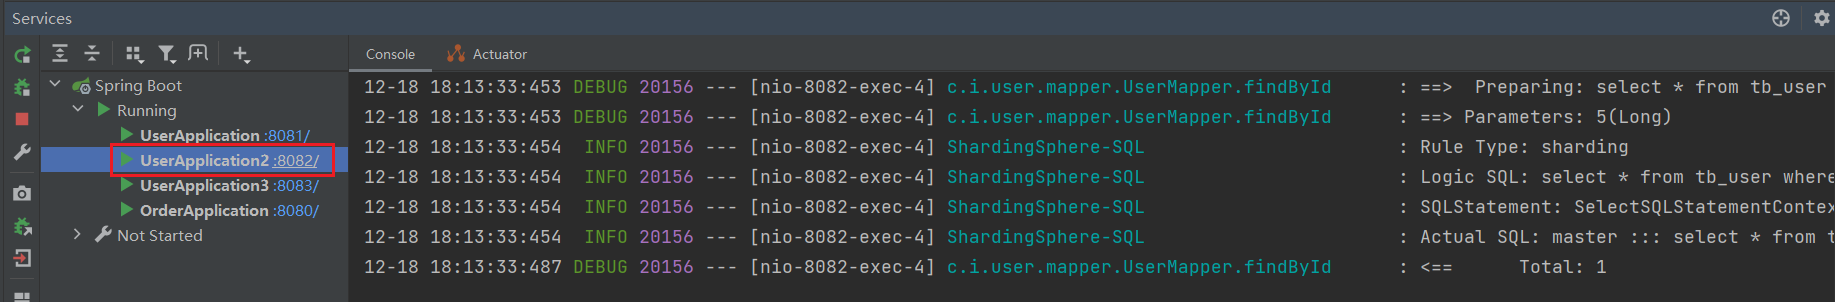 Services
Console Actuator
Spring Boot
Running
UserApplication :8081/
UserApplication2 :8082/
UserApplication3 :8083/
OrderApplication :8080/
Not Started
12-18 18:13:33:453 DEBUG 20156 --- [nio-8082-exec-4] c.i.user.mapper.UserMapper.findById : ==>  Preparing: select * from tb_user
12-18 18:13:33:453 DEBUG 20156 --- [nio-8082-exec-4] c.i.user.mapper.UserMapper.findById : ==> Parameters: 5(Long)
12-18 18:13:33:454  INFO 20156 --- [nio-8082-exec-4] ShardingSphere-SQL : Rule Type: sharding
12-18 18:13:33:454  INFO 20156 --- [nio-8082-exec-4] ShardingSphere-SQL : Logic SQL: select * from tb_user where
12-18 18:13:33:454  INFO 20156 --- [nio-8082-exec-4] ShardingSphere-SQL : SQLStatement: SelectSQLStatementContex
12-18 18:13:33:454  INFO 20156 --- [nio-8082-exec-4] ShardingSphere-SQL : Actual SQL: master ::: select * from t
12-18 18:13:33:487 DEBUG 20156 --- [nio-8082-exec-4] c.i.user.mapper.UserMapper.findById : <==      Total: 1